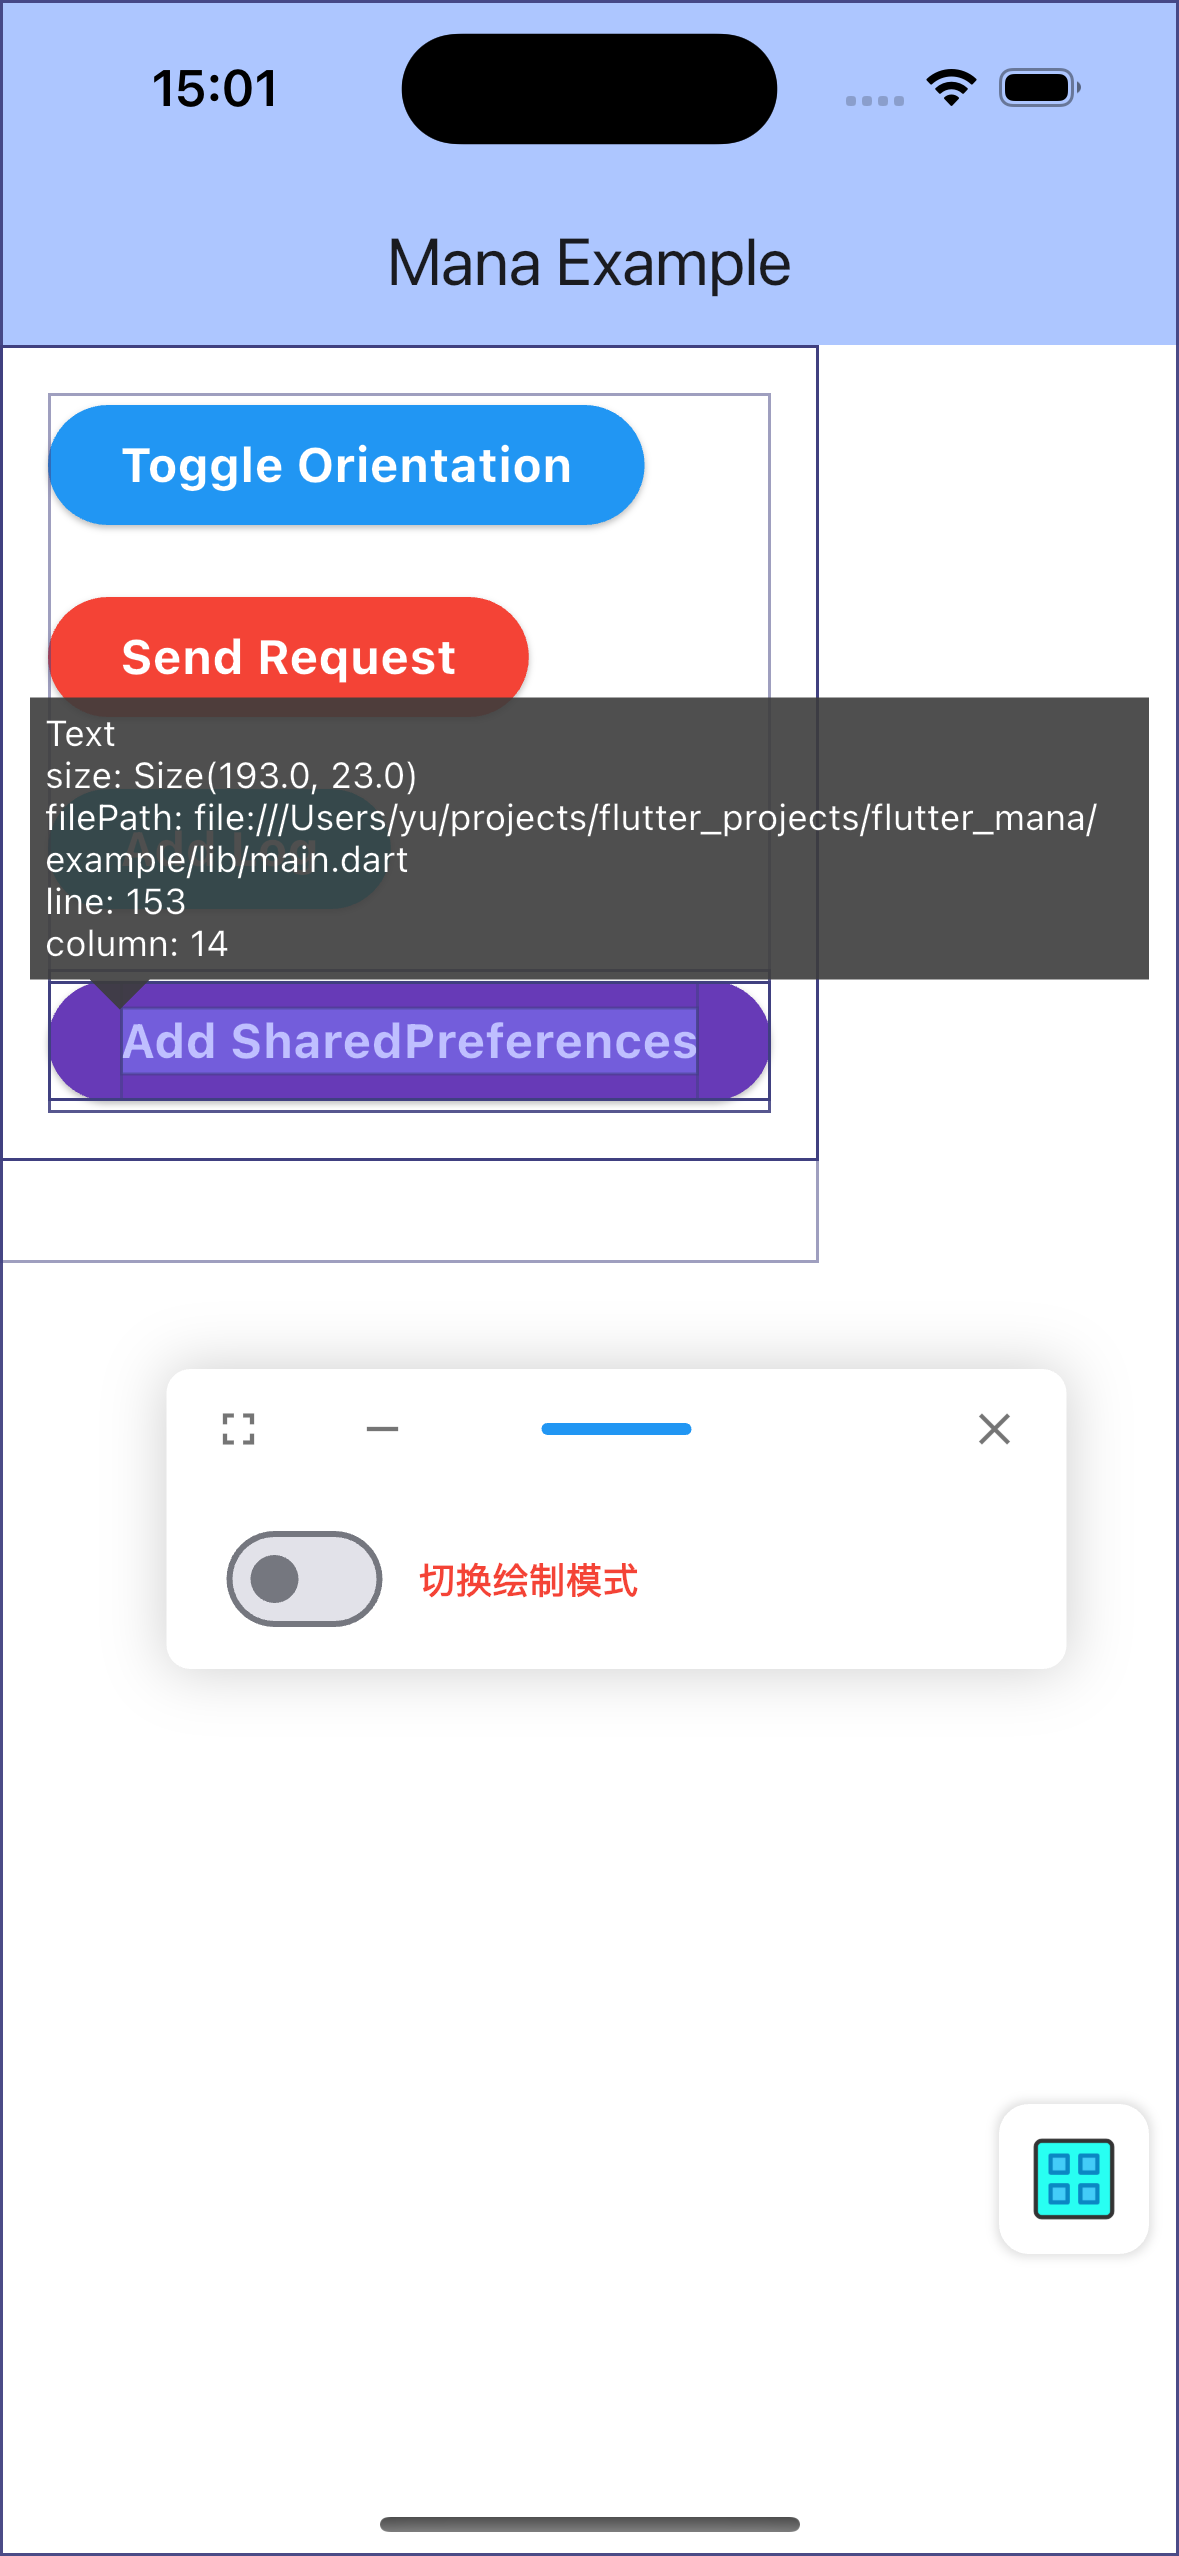 15:01
Mana Example
Toggle Orientation
Send Request
Text
size: Size(193.0, 23.0)
filePath: file:///Users/yu/projects/flutter_projects/flutter_mana/
example/lib/main.dart
line: 153
column: 14
Add Log
Add SharedPreferences
切换绘制模式